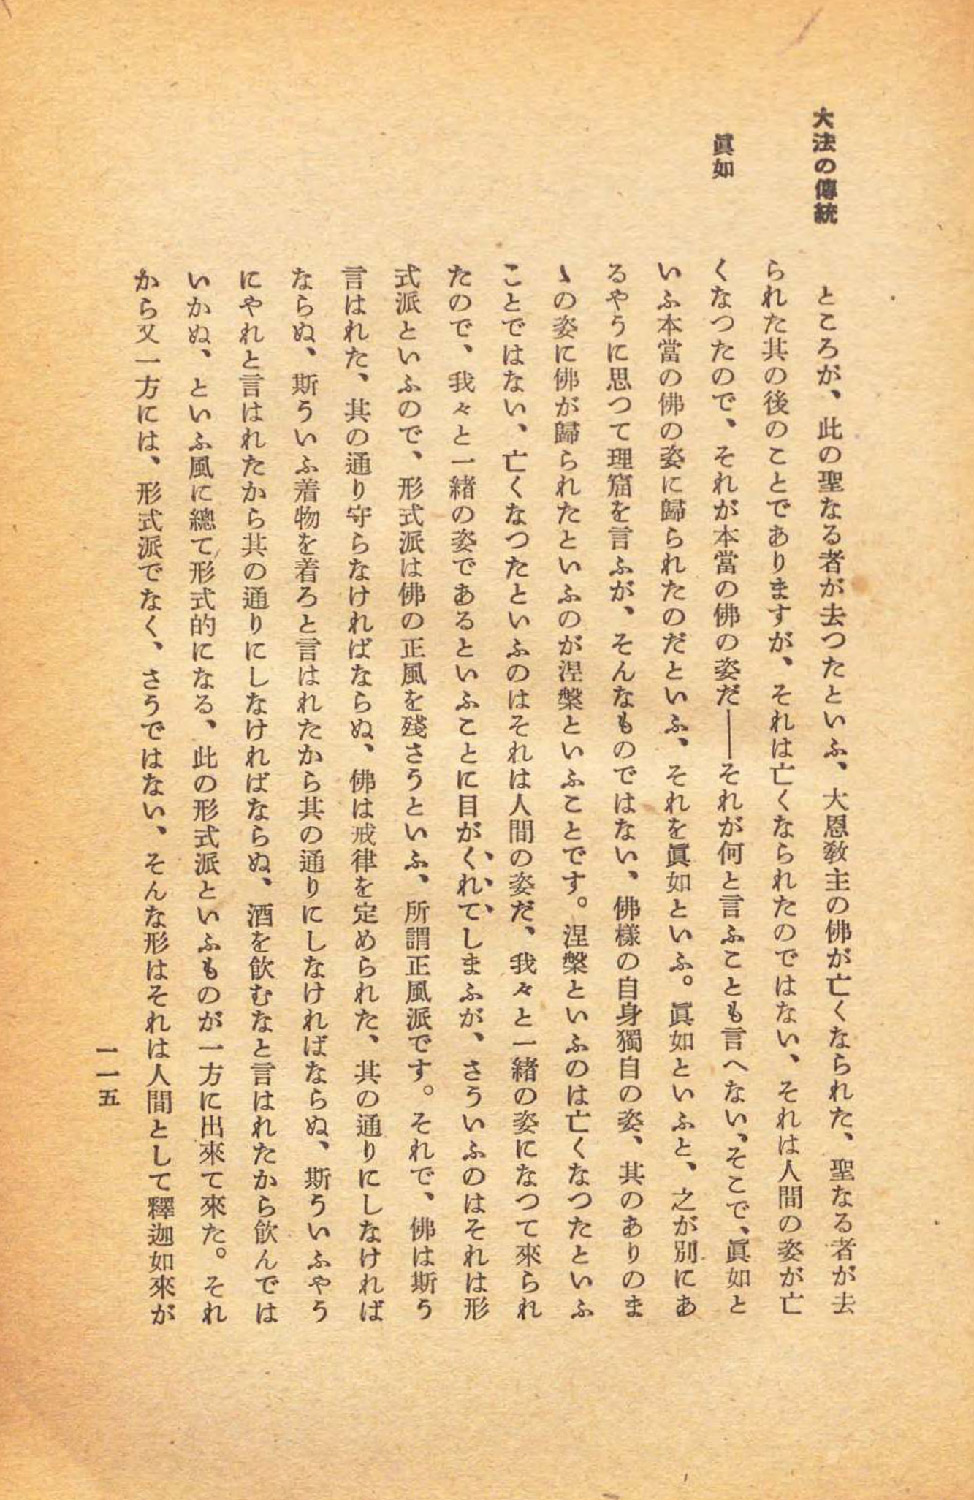 大法の傳統
眞如
ところが、此の聖なる者が去つたといふ、大恩敎主の佛が亡くなられた、聖なる者が去
られた其の後のことでありますが、それは亡くなられたのではない、それは人間の姿が亡
くなつたので、それが本當の佛の姿だ――それが何と言ふことも言へない、そこで、眞如と
いふ本當の佛の姿に歸られたのだといふ、それを眞如といふ。眞如といふと、之が別にあ
るやうに思つて理窟を言ふが、そんなものではない、佛樣の自身獨自の姿、其のありのま
ゝの姿に佛が歸られたといふのが涅槃といふことです。涅槃といふのは亡くなつたといふ
ことではない、亡くなつたといふのはそれは人間の姿だ、我々と一緒の姿になつて來られ
たので、我々と一緒の姿であるといふことに目がくれてしまふが、さういふのはそれは形
式派といふので、形式派は佛の正風を殘さうといふ、所謂正風派です。それで、佛は斯う
言はれた、其の通り守らなければならぬ、佛は戒律を定められた、其の通りにしなければ
ならぬ、斯ういふ着物を着ろと言はれたから其の通りにしなければならぬ、斯ういふやう
にやれと言はれたから其の通りにしなければならぬ、酒を飮むなと言はれたから飮んでは
いかぬ、といふ風に總て形式的になる、此の形式派といふものが一方に出來て來た。それ
から又一方には、形式派でなく、さうではない、そんな形はそれは人間として釋迦如來が
一一五